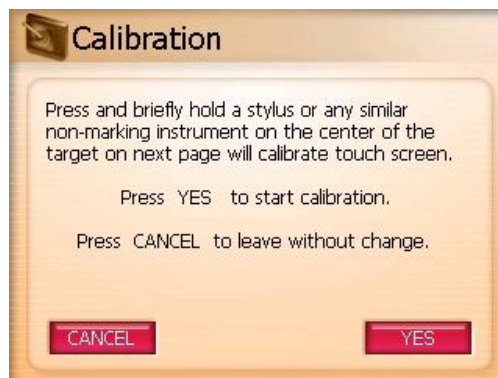 Calibration
Press and briefly hold a stylus or any similar
non-marking instrument on the center of the
target on next page will calibrate touch screen.
Press YES to start calibration.
Press CANCEL to leave without change.
CANCEL YES